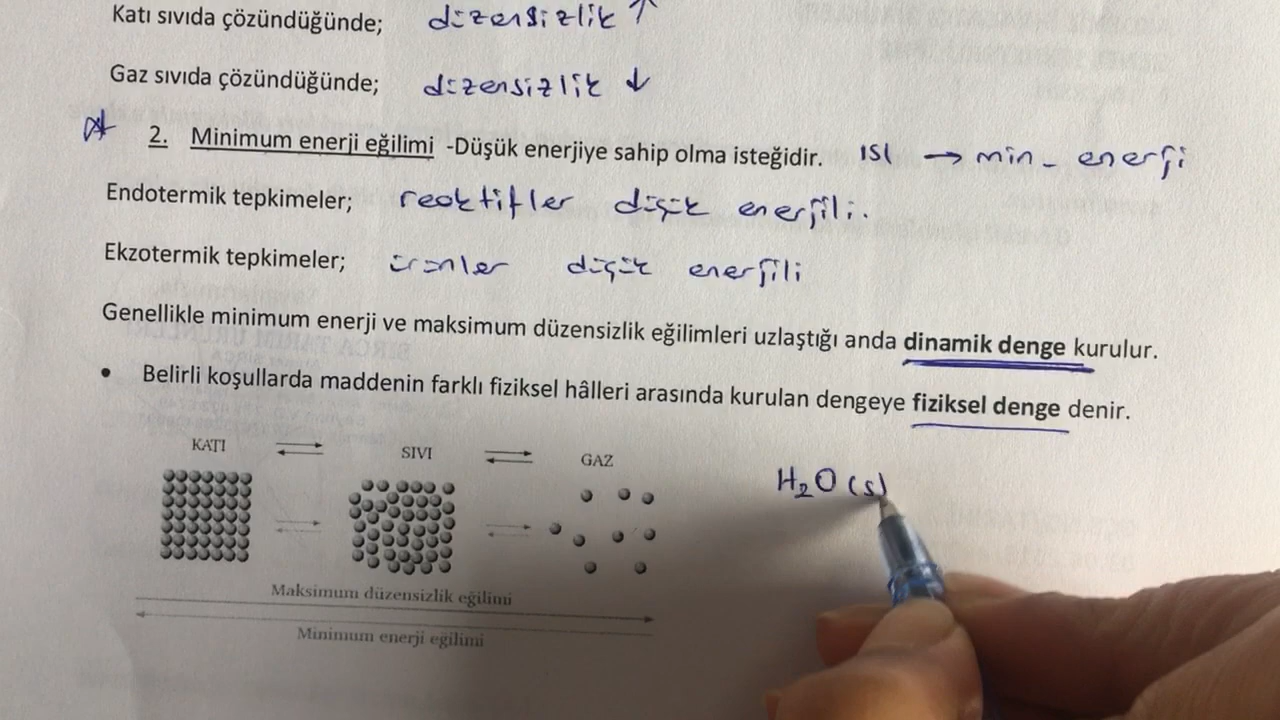 Katı sıvıda çözündüğünde; düzensizlik ↑
Gaz sıvıda çözündüğünde; düzensizlik ↓
2. Minimum enerji eğilimi -Düşük enerjiye sahip olma isteğidir. ısı → min_ enerji
Endotermik tepkimeler; reaktifler düşük enerjili.
Ekzotermik tepkimeler; ürünler düşük enerjili
Genellikle minimum enerji ve maksimum düzensizlik eğilimleri uzlaştığı anda dinamik denge kurulur.
• Belirli koşullarda maddenin farklı fiziksel hâlleri arasında kurulan dengeye fiziksel denge denir.
KATI ⇌ SIVI ⇌ GAZ
H₂O (s)
Maksimum düzensizlik eğilimi
Minimum enerji eğilimi